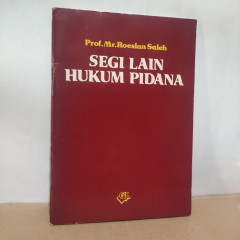 Prof.Mr.Roeslan Saleh
SEGI LAIN
HUKUM PIDANA